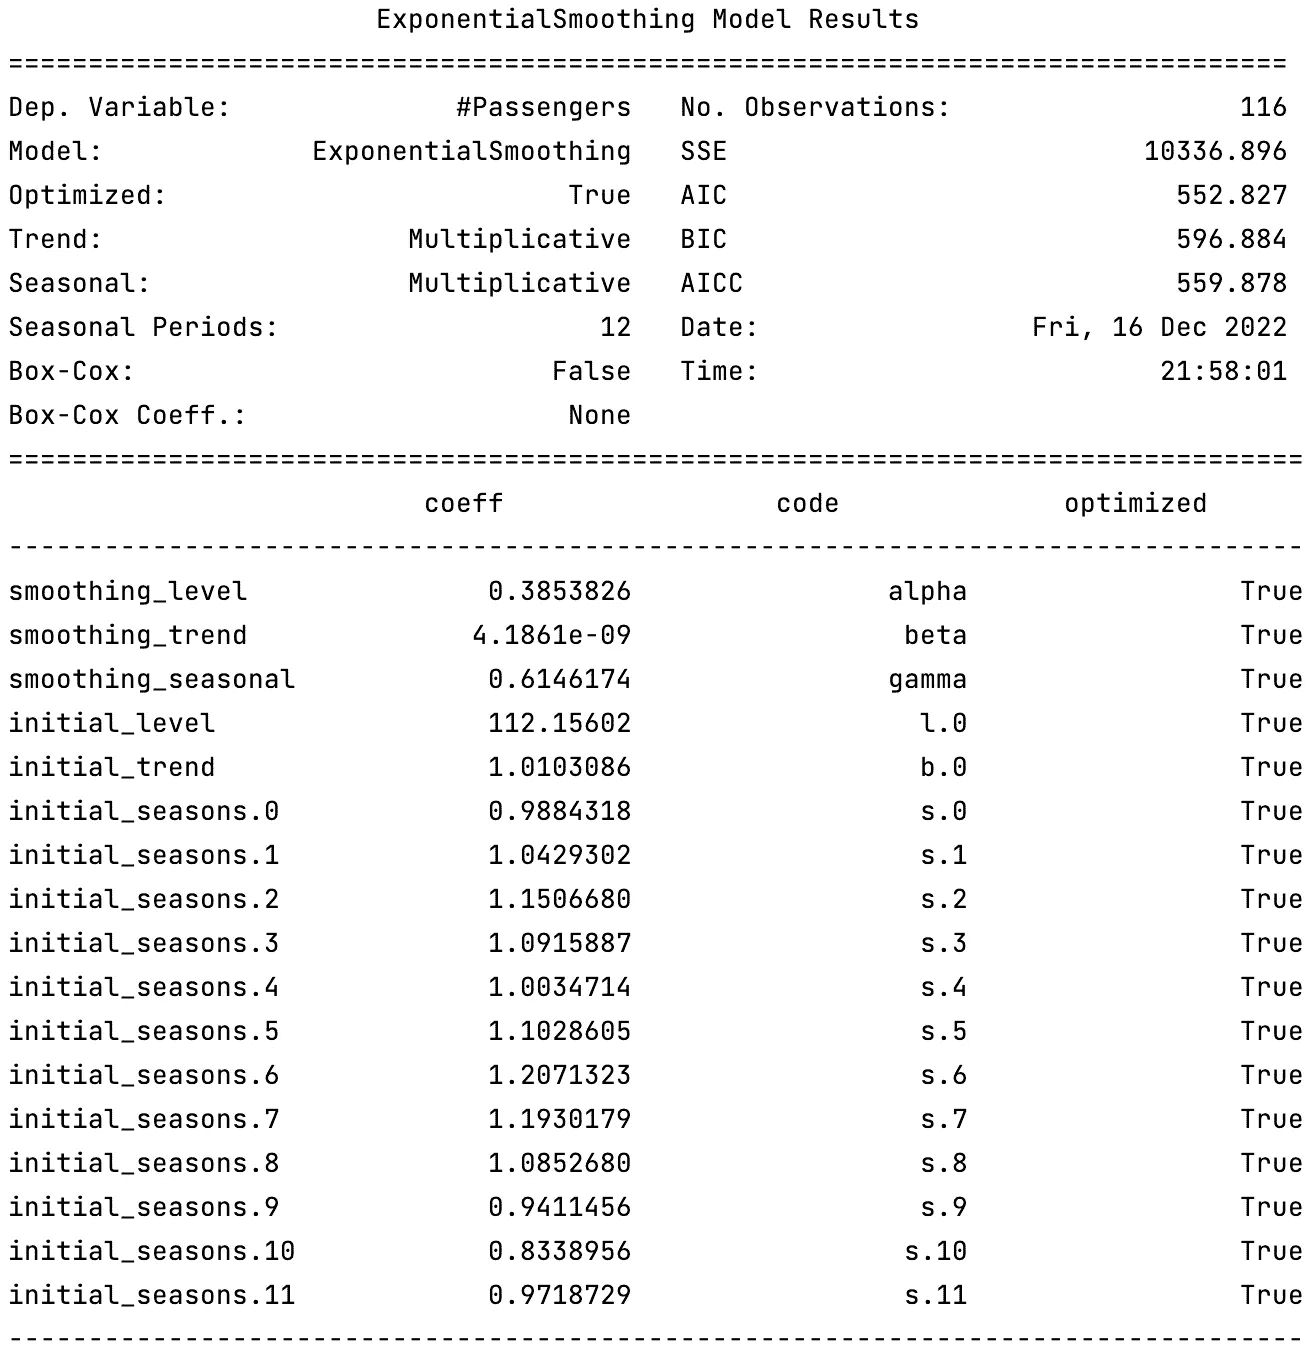 ExponentialSmoothing Model Results
================================================================================
Dep. Variable: #Passengers No. Observations: 116
Model: ExponentialSmoothing SSE 10336.896
Optimized: True AIC 552.827
Trend: Multiplicative BIC 596.884
Seasonal: Multiplicative AICC 559.878
Seasonal Periods: 12 Date: Fri, 16 Dec 2022
Box-Cox: False Time: 21:58:01
Box-Cox Coeff.: None
=================================================================================
coeff code optimized
---------------------------------------------------------------------------------
smoothing_level 0.3853826 alpha True
smoothing_trend 4.1861e-09 beta True
smoothing_seasonal 0.6146174 gamma True
initial_level 112.15602 l.0 True
initial_trend 1.0103086 b.0 True
initial_seasons.0 0.9884318 s.0 True
initial_seasons.1 1.0429302 s.1 True
initial_seasons.2 1.1506680 s.2 True
initial_seasons.3 1.0915887 s.3 True
initial_seasons.4 1.0034714 s.4 True
initial_seasons.5 1.1028605 s.5 True
initial_seasons.6 1.2071323 s.6 True
initial_seasons.7 1.1930179 s.7 True
initial_seasons.8 1.0852680 s.8 True
initial_seasons.9 0.9411456 s.9 True
initial_seasons.10 0.8338956 s.10 True
initial_seasons.11 0.9718729 s.11 True
---------------------------------------------------------------------------------